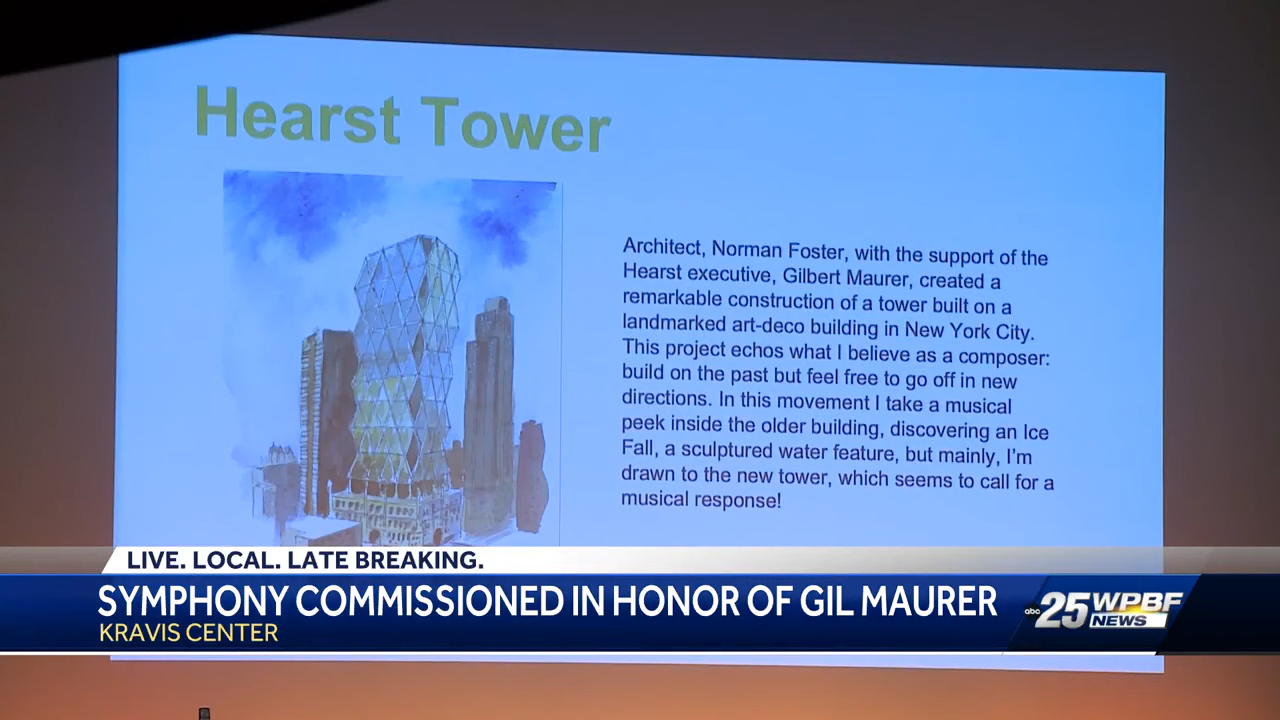 Hearst Tower
Architect, Norman Foster, with the support of the
Hearst executive, Gilbert Maurer, created a
remarkable construction of a tower built on a
landmarked art-deco building in New York City.
This project echos what I believe as a composer:
build on the past but feel free to go off in new
directions. In this movement I take a musical
peek inside the older building, discovering an Ice
Fall, a sculptured water feature, but mainly, I'm
drawn to the new tower, which seems to call for a
musical response!
LIVE. LOCAL. LATE BREAKING.
SYMPHONY COMMISSIONED IN HONOR OF GIL MAURER
KRAVIS CENTER
abc 25 WPBF
NEWS